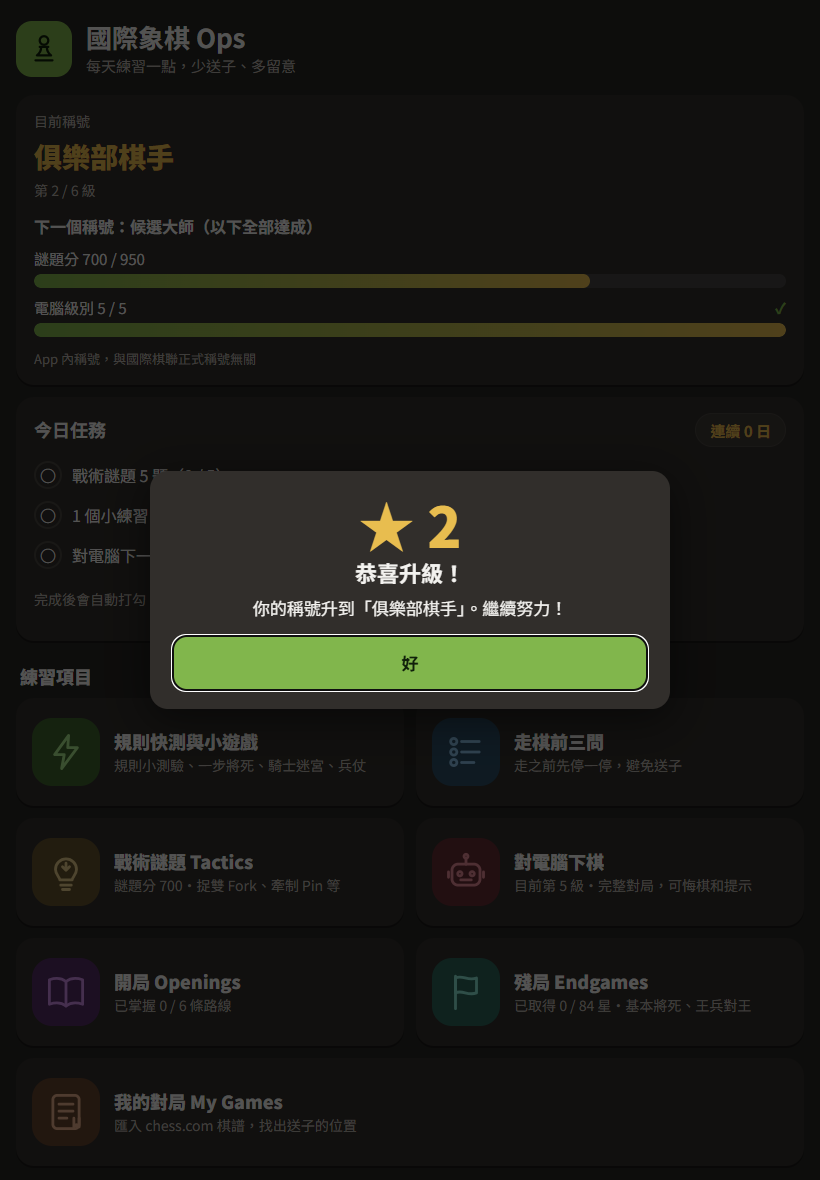 國際象棋 Ops
每天練習一點，少送子、多留意
目前稱號
俱樂部棋手
第 2 / 6 級
下一個稱號：候選大師（以下全部達成）
謎題分 700 / 950
電腦級別 5 / 5 ✓
App 內稱號，與國際棋聯正式稱號無關
今日任務
連續 0 日
戰術謎題 5
1 個小練習
對電腦下一
完成後會自動打勾
★ 2
恭喜升級！
你的稱號升到「俱樂部棋手」。繼續努力！
好
練習項目
規則快測與小遊戲
規則小測驗、一步將死、騎士迷宮、兵仗
走棋前三問
走之前先停一停，避免送子
戰術謎題 Tactics
謎題分 700・捉雙 Fork、牽制 Pin 等
對電腦下棋
目前第 5 級・完整對局，可悔棋和提示
開局 Openings
已掌握 0 / 6 條路線
殘局 Endgames
已取得 0 / 84 星・基本將死、王兵對王
我的對局 My Games
匯入 chess.com 棋譜，找出送子的位置